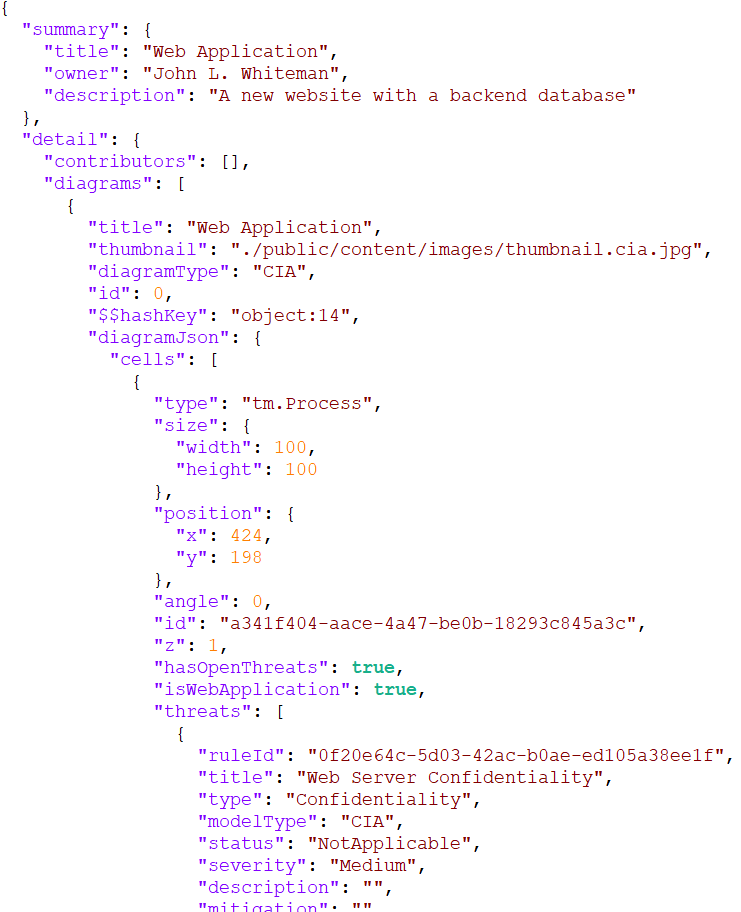 {
  "summary": {
    "title": "Web Application",
    "owner": "John L. Whiteman",
    "description": "A new website with a backend database"
  },
  "detail": {
    "contributors": [],
    "diagrams": [
      {
        "title": "Web Application",
        "thumbnail": "./public/content/images/thumbnail.cia.jpg",
        "diagramType": "CIA",
        "id": 0,
        "$$hashKey": "object:14",
        "diagramJson": {
          "cells": [
            {
              "type": "tm.Process",
              "size": {
                "width": 100,
                "height": 100
              },
              "position": {
                "x": 424,
                "y": 198
              },
              "angle": 0,
              "id": "a341f404-aace-4a47-be0b-18293c845a3c",
              "z": 1,
              "hasOpenThreats": true,
              "isWebApplication": true,
              "threats": [
                {
                  "ruleId": "0f20e64c-5d03-42ac-b0ae-ed105a38ee1f",
                  "title": "Web Server Confidentiality",
                  "type": "Confidentiality",
                  "modelType": "CIA",
                  "status": "NotApplicable",
                  "severity": "Medium",
                  "description": "",
                  "mitigation": ""